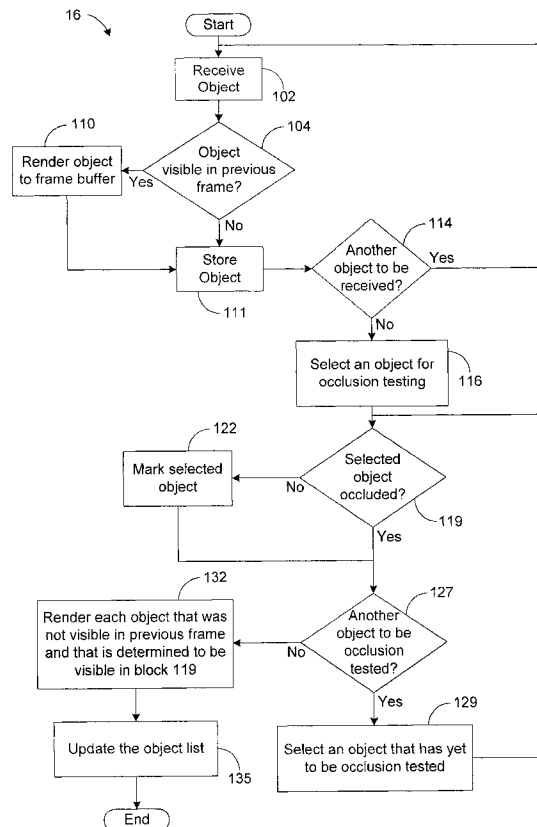 16
Start
Receive
Object
102
104
Object
visible in previous
frame?
110
Render object
to frame buffer
Yes
No
Store
Object
111
114
Another
object to be
received?
Yes
No
Select an object for
occlusion testing
116
122
Mark selected
object
No
Selected
object
occluded?
119
Yes
132
Render each object that was
not visible in previous frame
and that is determined to be
visible in block 119
127
Another
object to be
occlusion
tested?
No
Yes
129
Select an object that has yet
to be occlusion tested
Update the object list
135
End